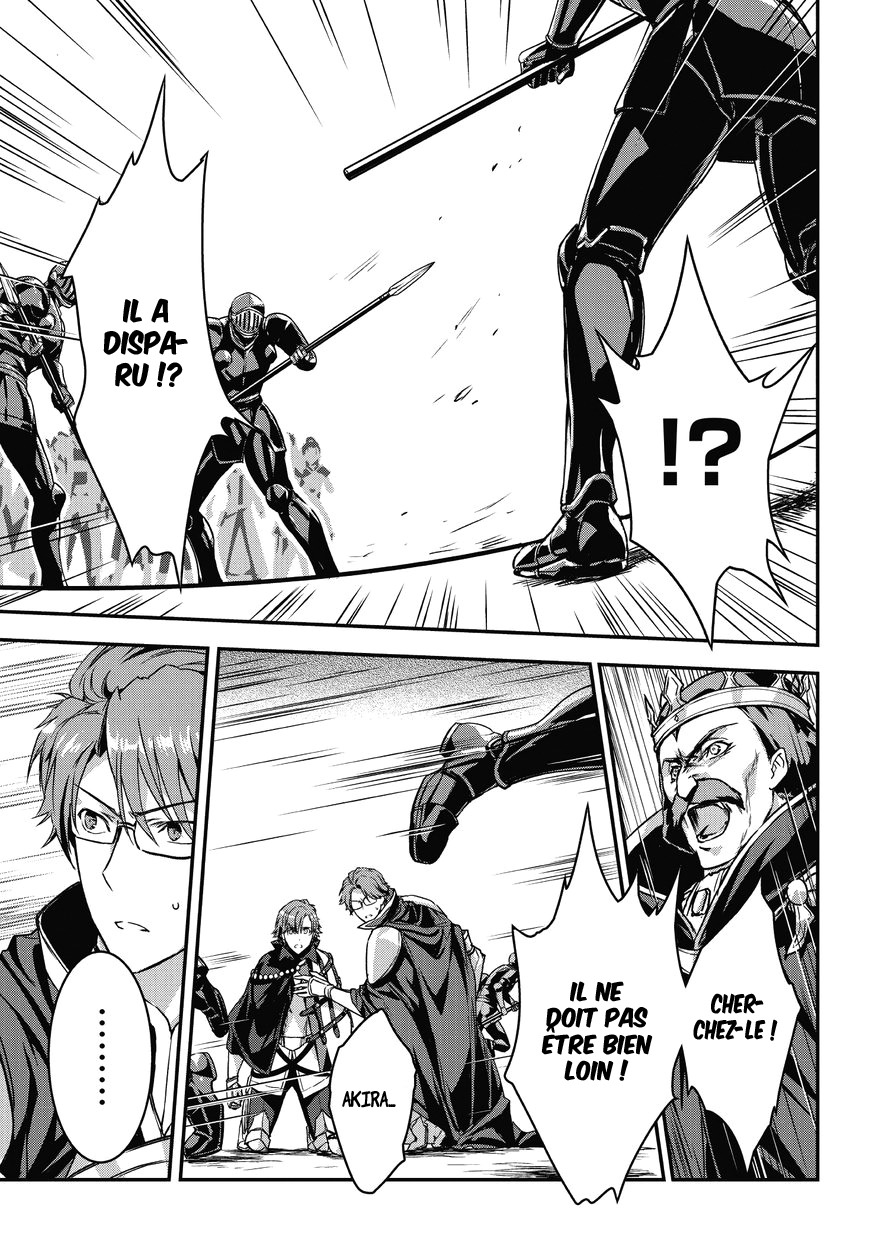 !?
IL A
DISPA-
RU !?
CHER-
CHEZ-LE !
IL NE
DOIT PAS
ÊTRE BIEN
LOIN !
AKIRA...
........